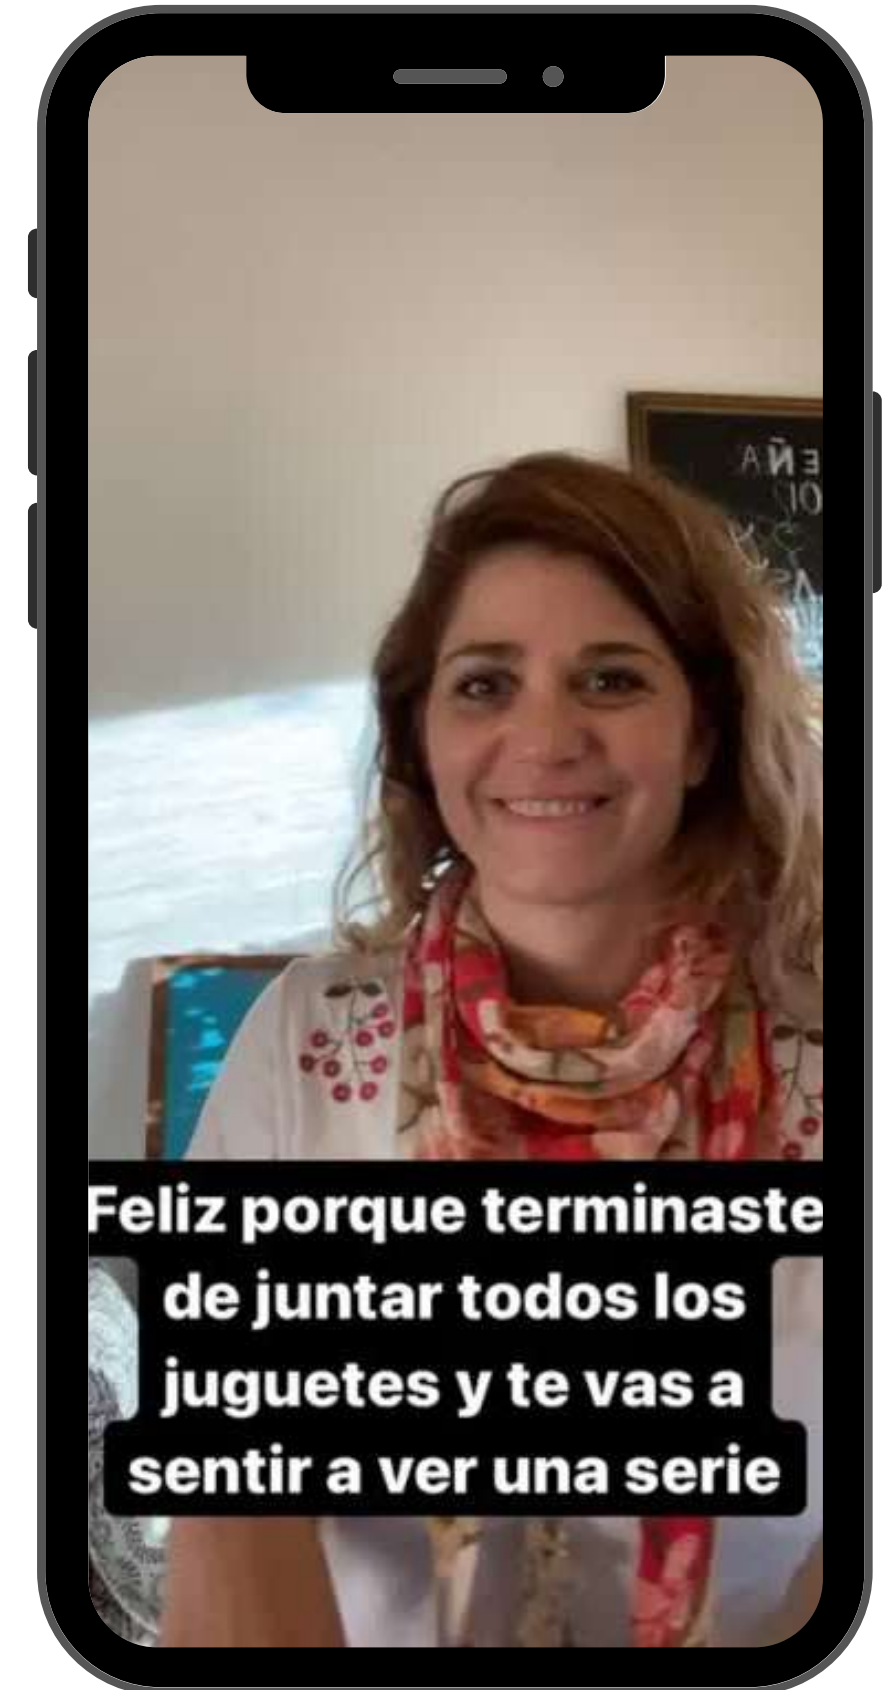 Feliz porque terminaste
de juntar todos los
juguetes y te vas a
sentir a ver una serie